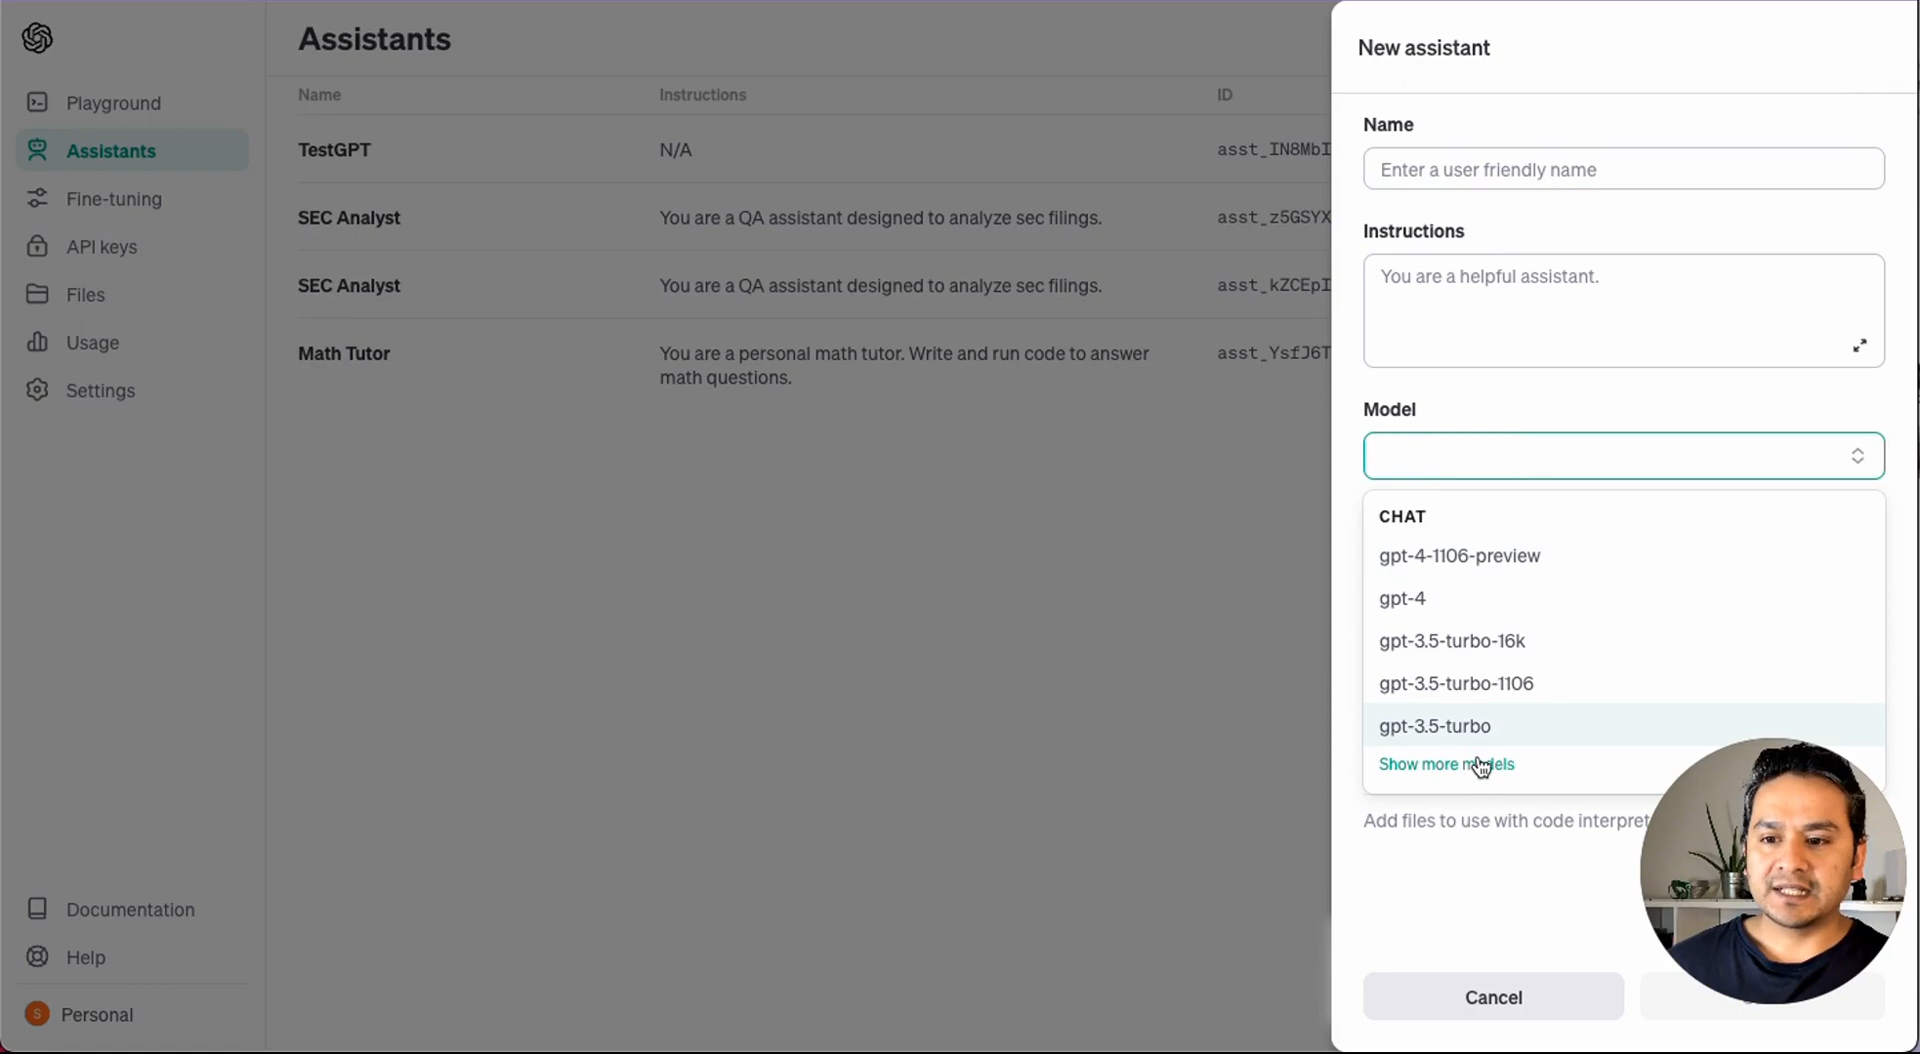 Assistants
New assistant
Playground
Assistants
Fine-tuning
API keys
Files
Usage
Settings
Documentation
Help
S
Personal
Name
Instructions
ID
TestGPT
N/A
asst_IN8MbI
SEC Analyst
You are a QA assistant designed to analyze sec filings.
asst_z5GSYX
SEC Analyst
You are a QA assistant designed to analyze sec filings.
asst_kZCEpI
Math Tutor
You are a personal math tutor. Write and run code to answer
math questions.
asst_YsfJ6T
Name
Enter a user friendly name
Instructions
You are a helpful assistant.
Model
CHAT
gpt-4-1106-preview
gpt-4
gpt-3.5-turbo-16k
gpt-3.5-turbo-1106
gpt-3.5-turbo
Show more models
Add files to use with code interpret
Cancel